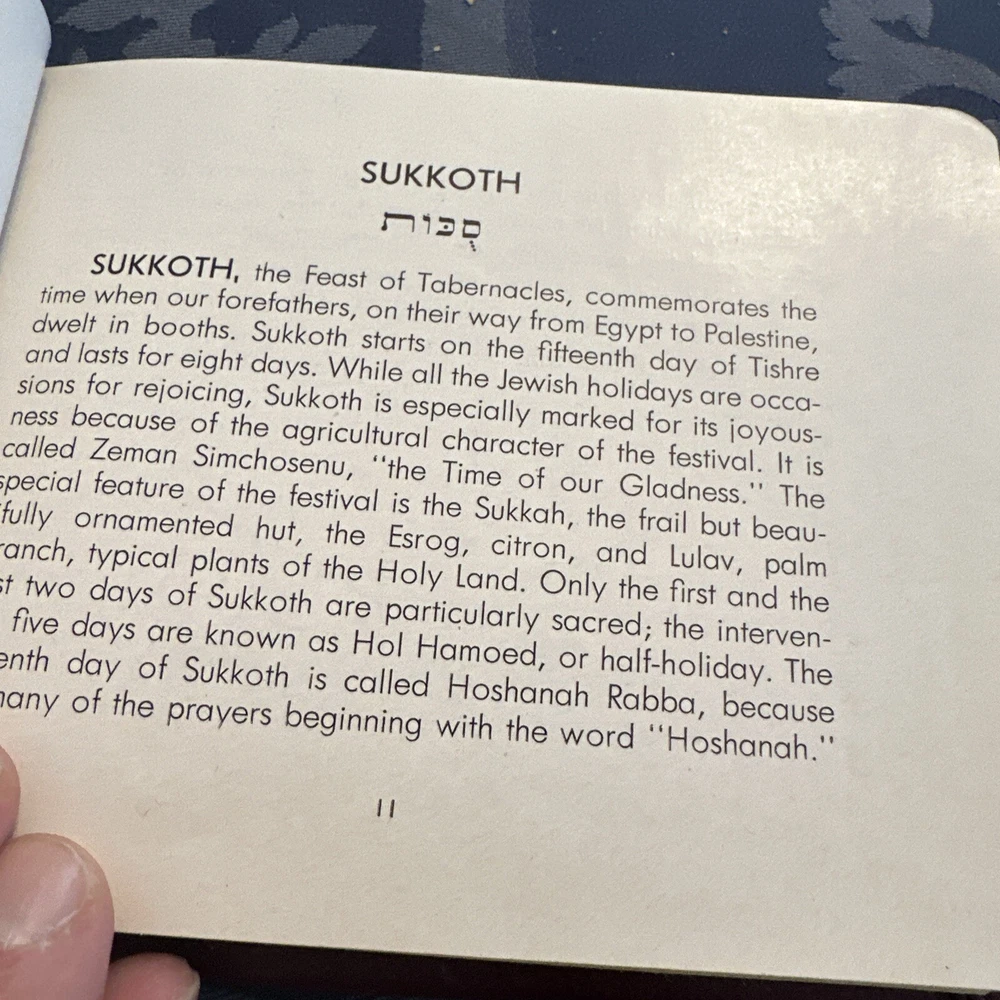 SUKKOTH
סֻכּוֹת
SUKKOTH, the Feast of Tabernacles, commemorates the
time when our forefathers, on their way from Egypt to Palestine,
dwelt in booths. Sukkoth starts on the fifteenth day of Tishre
and lasts for eight days. While all the Jewish holidays are occa-
sions for rejoicing, Sukkoth is especially marked for its joyous-
ness because of the agricultural character of the festival. It is
called Zeman Simchosenu, "the Time of our Gladness." The
special feature of the festival is the Sukkah, the frail but beau-
fully ornamented hut, the Esrog, citron, and Lulav, palm
ranch, typical plants of the Holy Land. Only the first and the
st two days of Sukkoth are particularly sacred; the interven-
five days are known as Hol Hamoed, or half-holiday. The
enth day of Sukkoth is called Hoshanah Rabba, because
many of the prayers beginning with the word "Hoshanah."
11